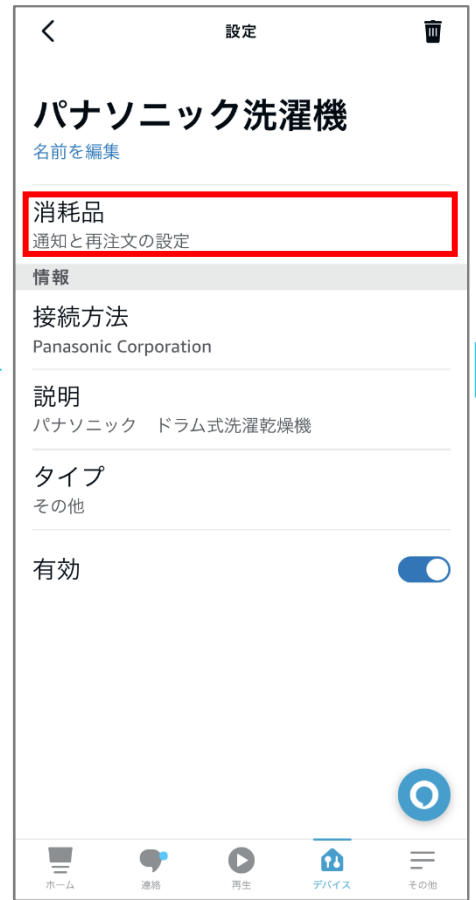 設定
パナソニック洗濯機
名前を編集
消耗品
通知と再注文の設定
情報
接続方法
Panasonic Corporation
説明
パナソニック　ドラム式洗濯乾燥機
タイプ
その他
有効
ホーム 連絡 再生 デバイス その他